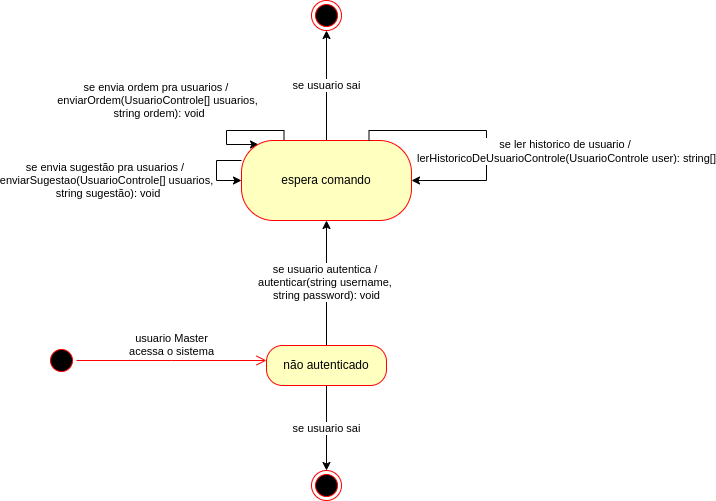 se usuario sai
se envia ordem pra usuarios /
enviarOrdem(UsuarioControle[] usuarios,
string ordem): void
se ler historico de usuario /
lerHistoricoDeUsuarioControle(UsuarioControle user): string[]
se envia sugestão pra usuarios /
enviarSugestao(UsuarioControle[] usuarios,
string sugestão): void
espera comando
se usuario autentica /
autenticar(string username,
string password): void
usuario Master
acessa o sistema
não autenticado
se usuario sai